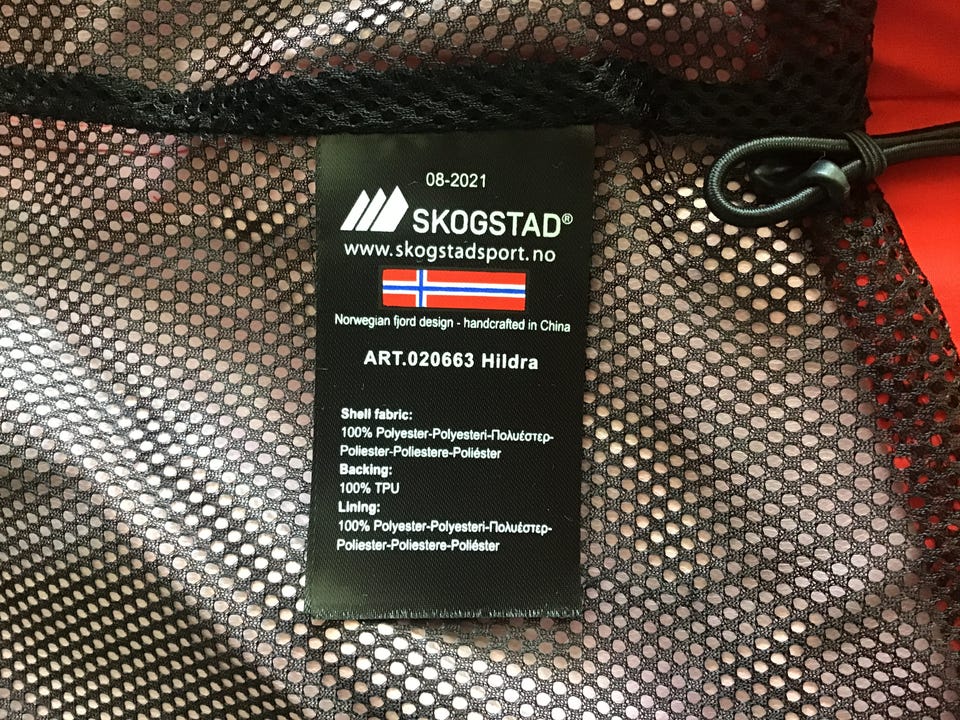 08-2021
SKOGSTAD®
www.skogstadsport.no
Norwegian fjord design - handcrafted in China
ART.020663 Hildra
Shell fabric:
100% Polyester-Polyesteri-Πολυέστερ-
Poliester-Poliestere-Poliéster
Backing:
100% TPU
Lining:
100% Polyester-Polyesteri-Πολυέστερ-
Poliester-Poliestere-Poliéster